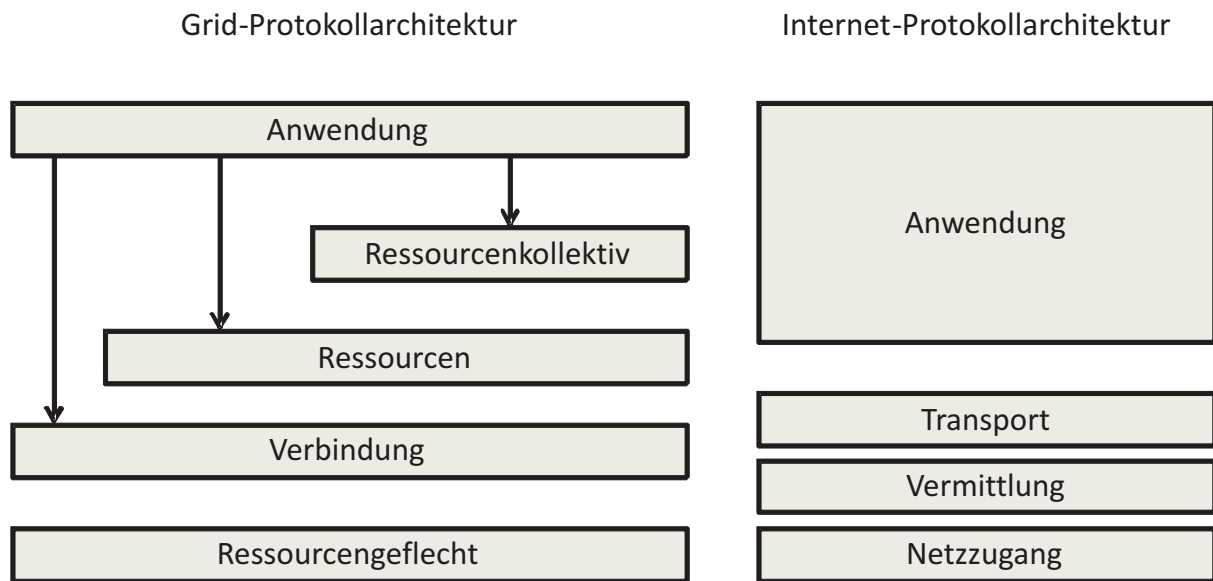 Grid-Protokollarchitektur
Internet-Protokollarchitektur
Anwendung
Ressourcenkollektiv
Ressourcen
Verbindung
Ressourcengeflecht
Anwendung
Transport
Vermittlung
Netzzugang